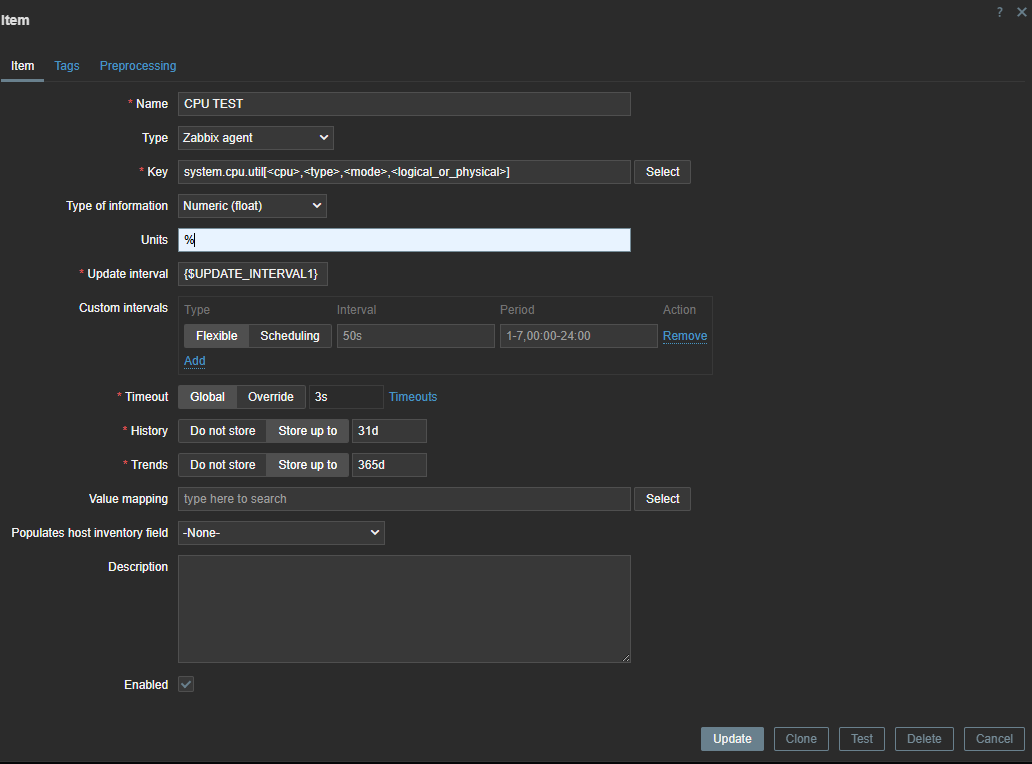 Item
?
Item Tags Preprocessing
* Name CPU TEST
Type Zabbix agent
* Key system.cpu.util[<cpu>,<type>,<mode>,<logical_or_physical>] Select
Type of information Numeric (float)
Units %
* Update interval {$UPDATE_INTERVAL1}
Custom intervals Type Interval Period Action
Flexible Scheduling 50s 1-7,00:00-24:00 Remove
Add
* Timeout Global Override 3s Timeouts
* History Do not store Store up to 31d
* Trends Do not store Store up to 365d
Value mapping type here to search Select
Populates host inventory field -None-
Description
Enabled
Update Clone Test Delete Cancel